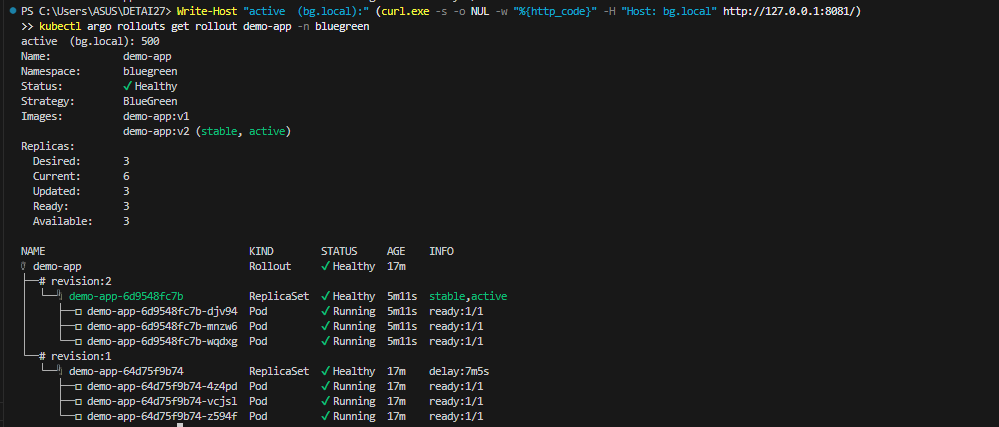 PS C:\Users\ASUS\DETAI27> Write-Host "active  (bg.local):" (curl.exe -s -o NUL -w "%{http_code}" -H "Host: bg.local" http://127.0.0.1:8081/)
>> kubectl argo rollouts get rollout demo-app -n bluegreen
active  (bg.local): 500
Name:            demo-app
Namespace:       bluegreen
Status:          ✔ Healthy
Strategy:        BlueGreen
Images:          demo-app:v1
                 demo-app:v2 (stable, active)
Replicas:
  Desired:       3
  Current:       6
  Updated:       3
  Ready:         3
  Available:     3
NAME                                  KIND        STATUS     AGE    INFO
demo-app                              Rollout     ✔ Healthy  17m
├──# revision:2
│  └──demo-app-6d9548fc7b             ReplicaSet  ✔ Healthy  5m11s  stable,active
│     ├──□ demo-app-6d9548fc7b-djv94  Pod         ✔ Running  5m11s  ready:1/1
│     ├──□ demo-app-6d9548fc7b-mnzw6  Pod         ✔ Running  5m11s  ready:1/1
│     └──□ demo-app-6d9548fc7b-wqdxg  Pod         ✔ Running  5m11s  ready:1/1
└──# revision:1
   └──demo-app-64d75f9b74             ReplicaSet  ✔ Healthy  17m    delay:7m5s
      ├──□ demo-app-64d75f9b74-4z4pd  Pod         ✔ Running  17m    ready:1/1
      ├──□ demo-app-64d75f9b74-vcjsl  Pod         ✔ Running  17m    ready:1/1
      └──□ demo-app-64d75f9b74-z594f  Pod         ✔ Running  17m    ready:1/1